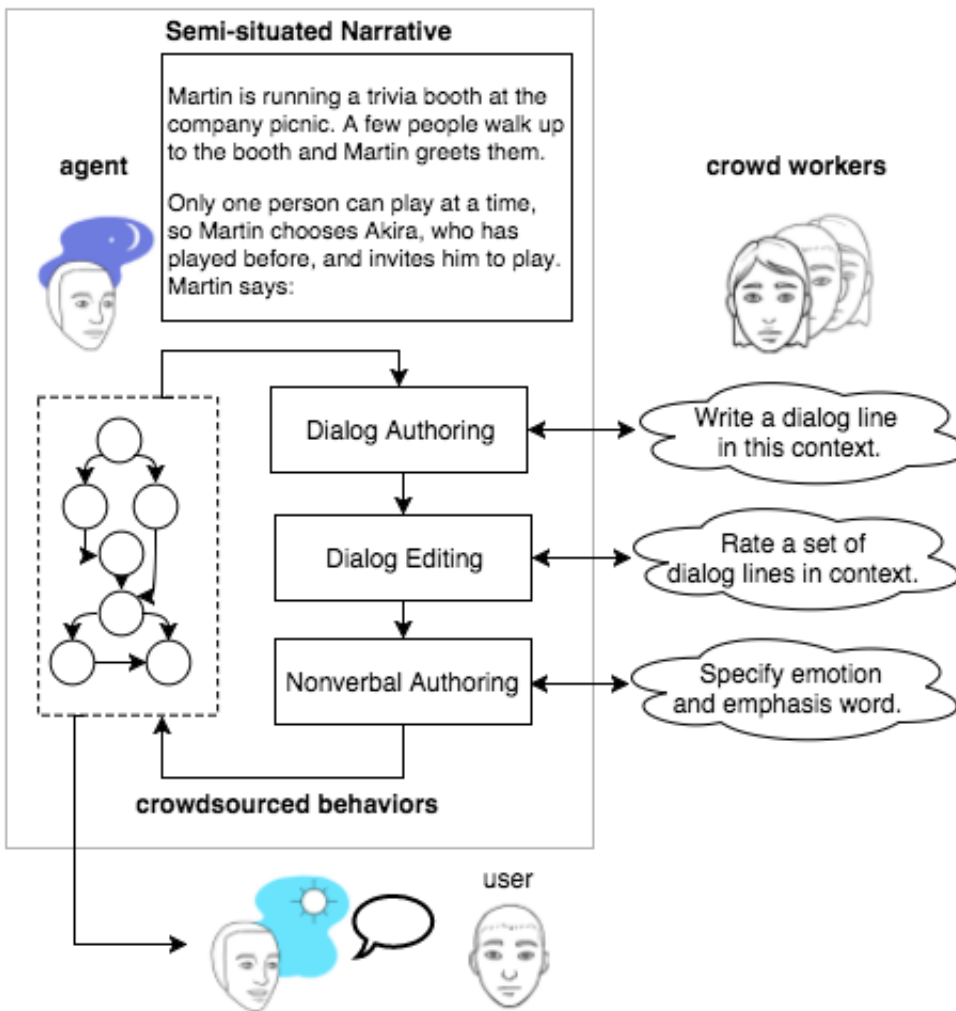 Semi-situated Narrative
Martin is running a trivia booth at the
company picnic. A few people walk up
to the booth and Martin greets them.
Only one person can play at a time,
so Martin chooses Akira, who has
played before, and invites him to play.
Martin says:
agent
crowd workers
Dialog Authoring
Write a dialog line
in this context.
Dialog Editing
Rate a set of
dialog lines in context.
Nonverbal Authoring
Specify emotion
and emphasis word.
crowdsourced behaviors
user